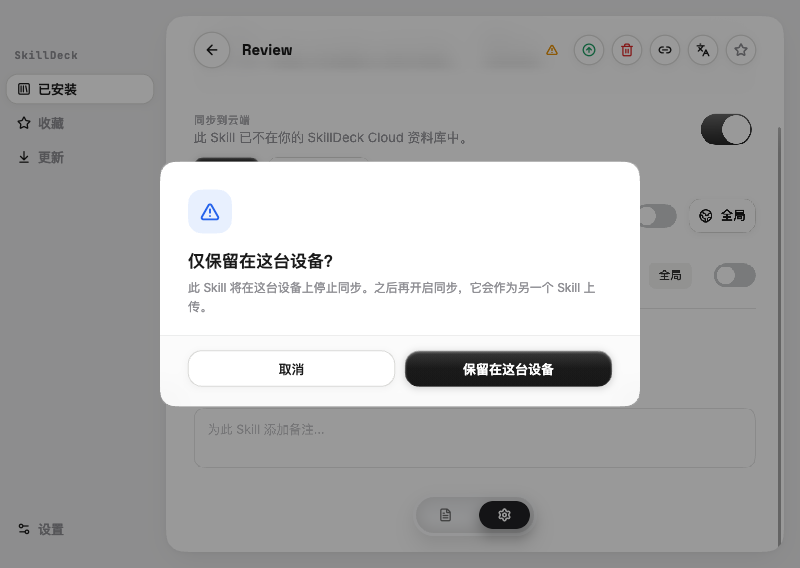 SkillDeck
已安装
收藏
更新
设置
Review
同步到云端
此 Skill 已不在你的 SkillDeck Cloud 资料库中。
全局
全局
仅保留在这台设备?
此 Skill 将在这台设备上停止同步。之后再开启同步，它会作为另一个 Skill 上
传。
取消
保留在这台设备
为此 Skill 添加备注...